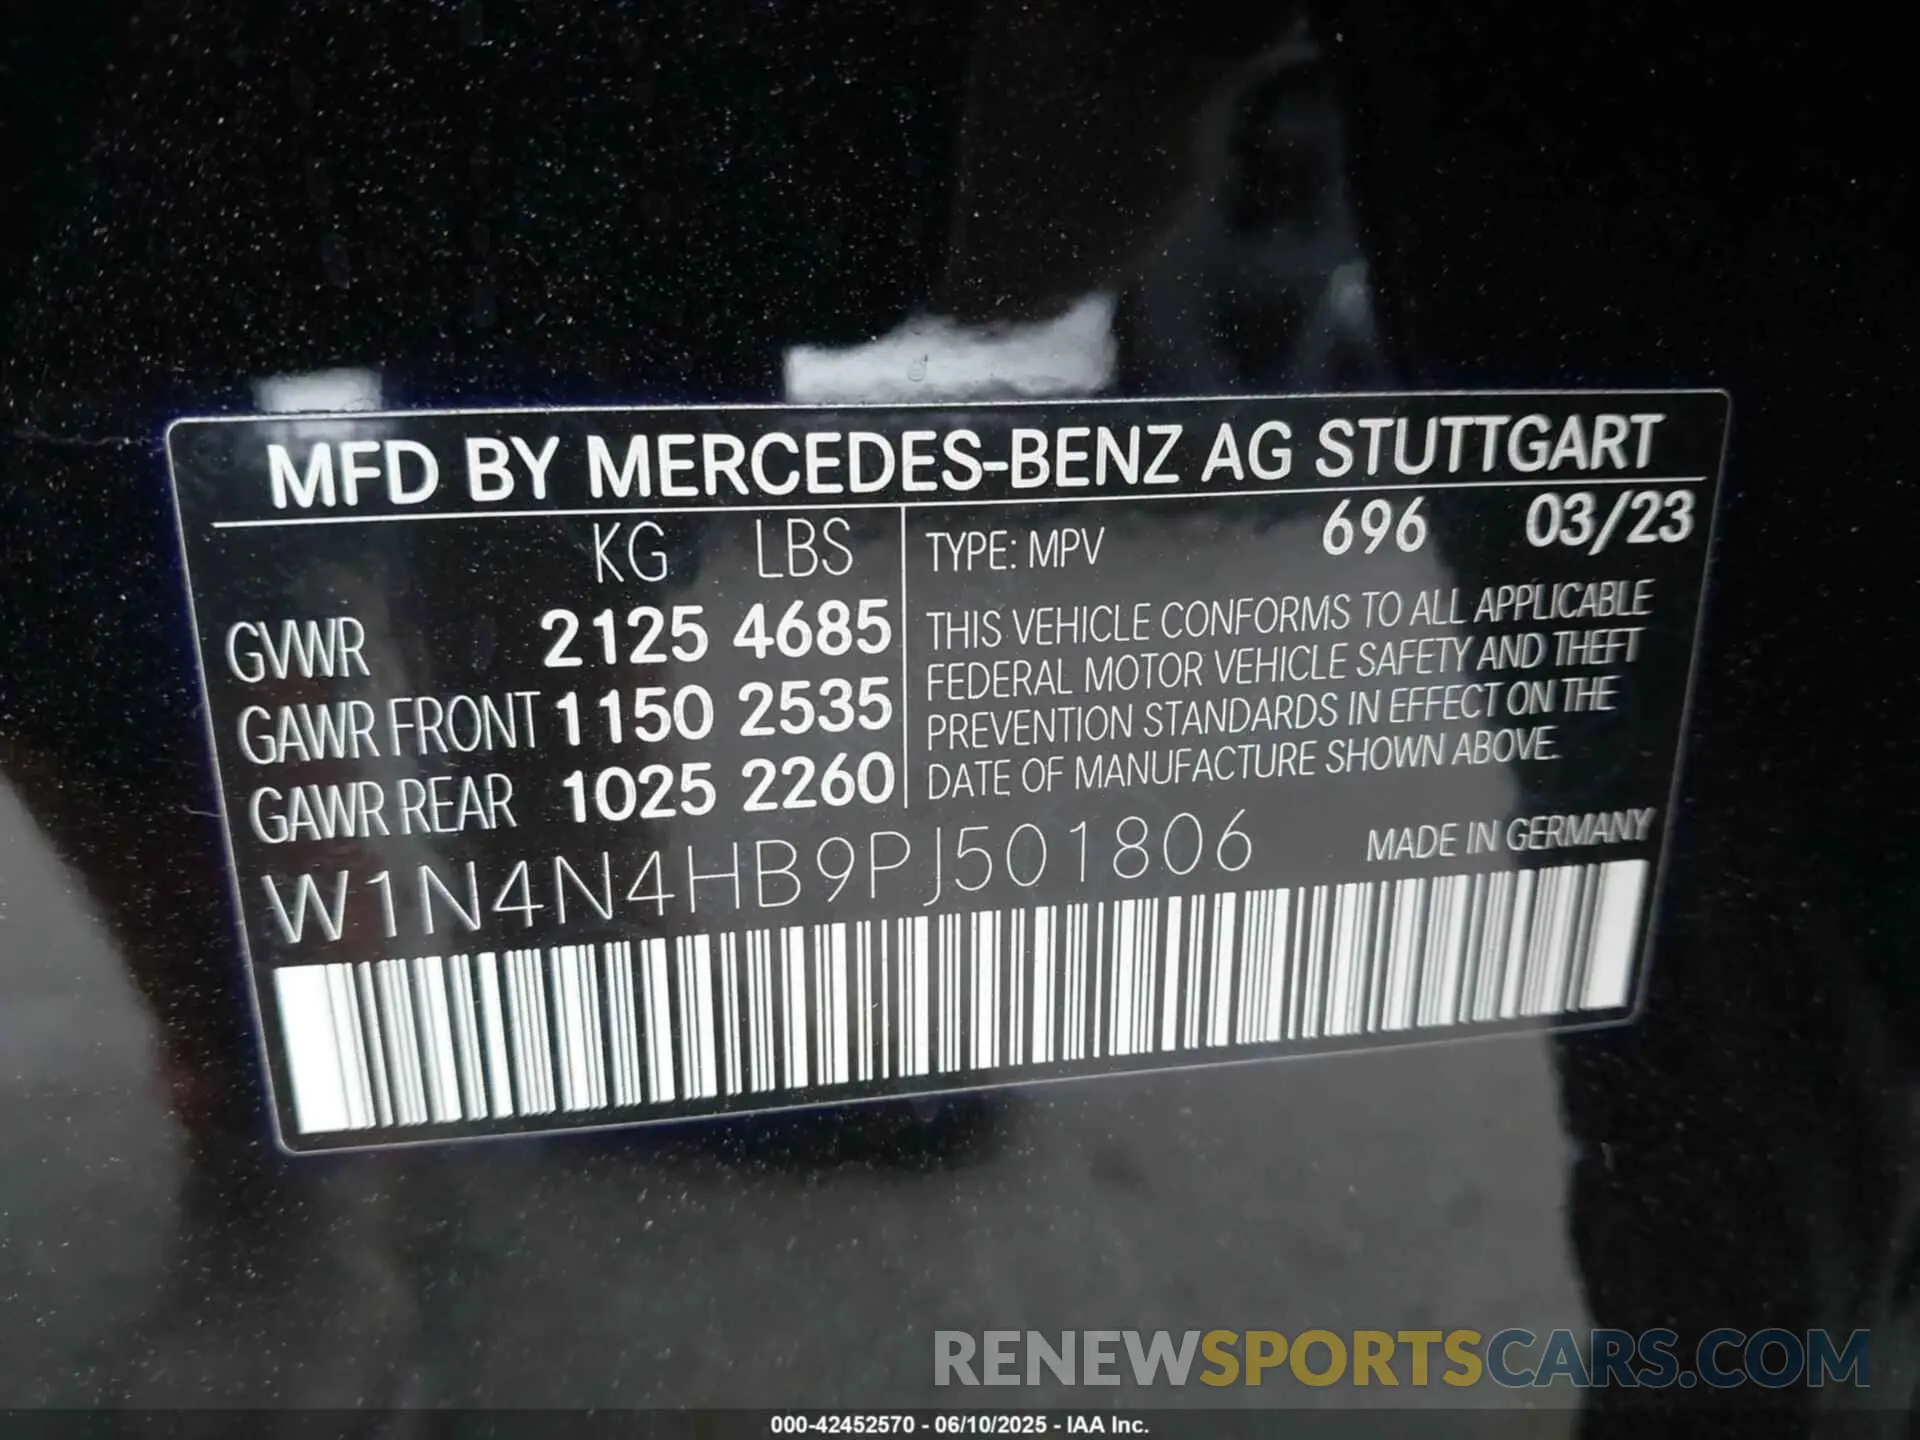 MFD BY MERCEDES-BENZ AG STUTTGART
KG LBS
GVWR 2125 4685
GAWR FRONT 1150 2535
GAWR REAR 1025 2260
TYPE: MPV 696 03/23
THIS VEHICLE CONFORMS TO ALL APPLICABLE
FEDERAL MOTOR VEHICLE SAFETY AND THEFT
PREVENTION STANDARDS IN EFFECT ON THE
DATE OF MANUFACTURE SHOWN ABOVE.
W1N4N4HB9PJ501806
MADE IN GERMANY
RENEWSPORTSCARS.COM
000-42452570 - 06/10/2025 - IAA Inc.